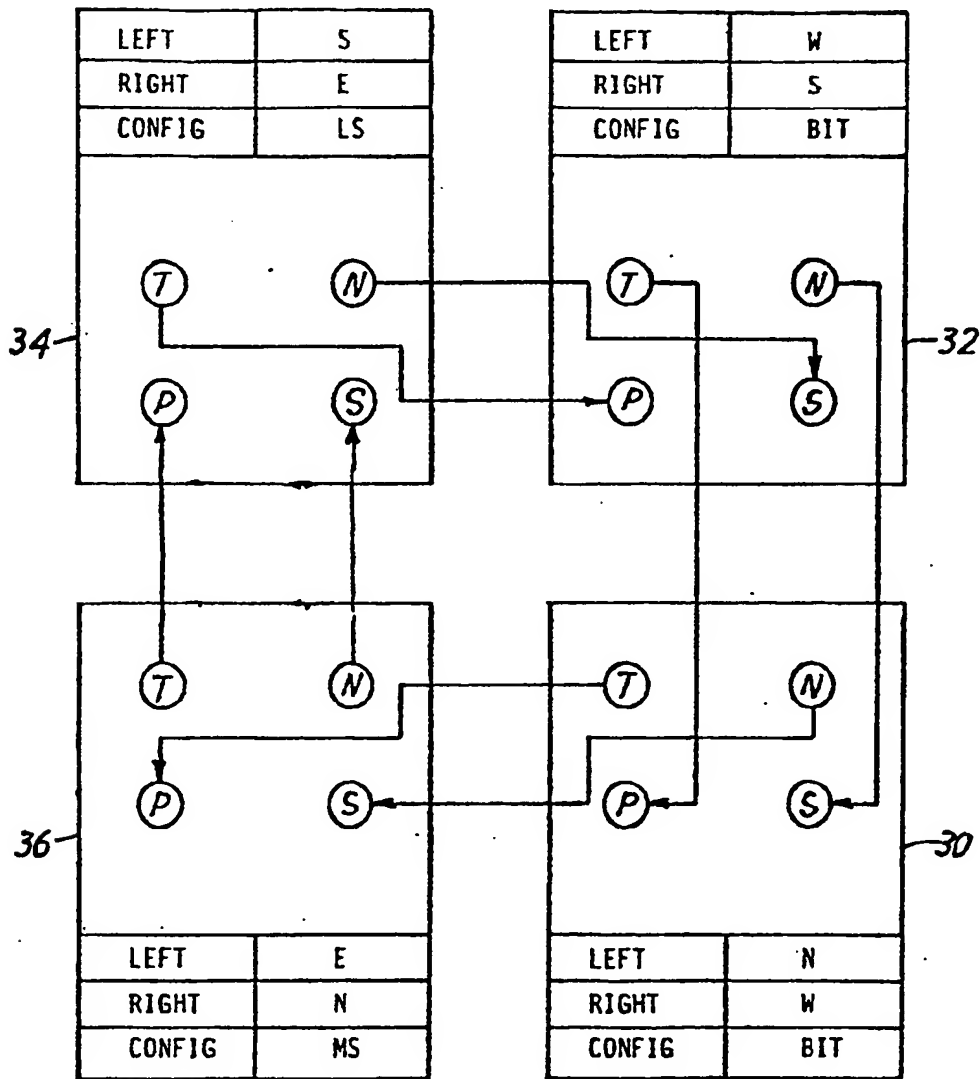 LEFT S LEFT W
RIGHT E RIGHT S
CONFIG LS CONFIG BIT
T N T N
34 32
P S P S
T N T N
P S P S
36 30
LEFT E LEFT N
RIGHT N RIGHT W
CONFIG MS CONFIG BIT